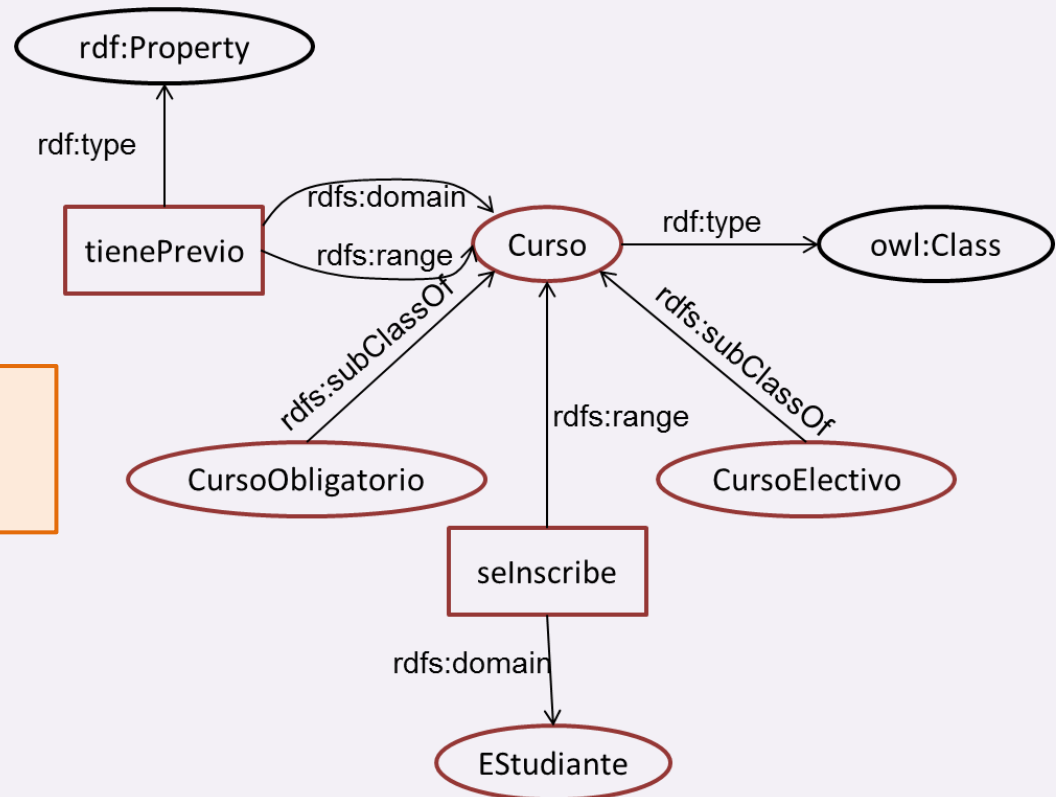 rdf:Property
rdf:type
rdfs:domain
rdf:type
tienePrevio
rdfs:range
Curso
owl:Class
rdfs:subClassOf
rdfs:subClassOf
rdfs:range
CursoObligatorio
CursoElectivo
seInscribe
rdfs:domain
EStudiante